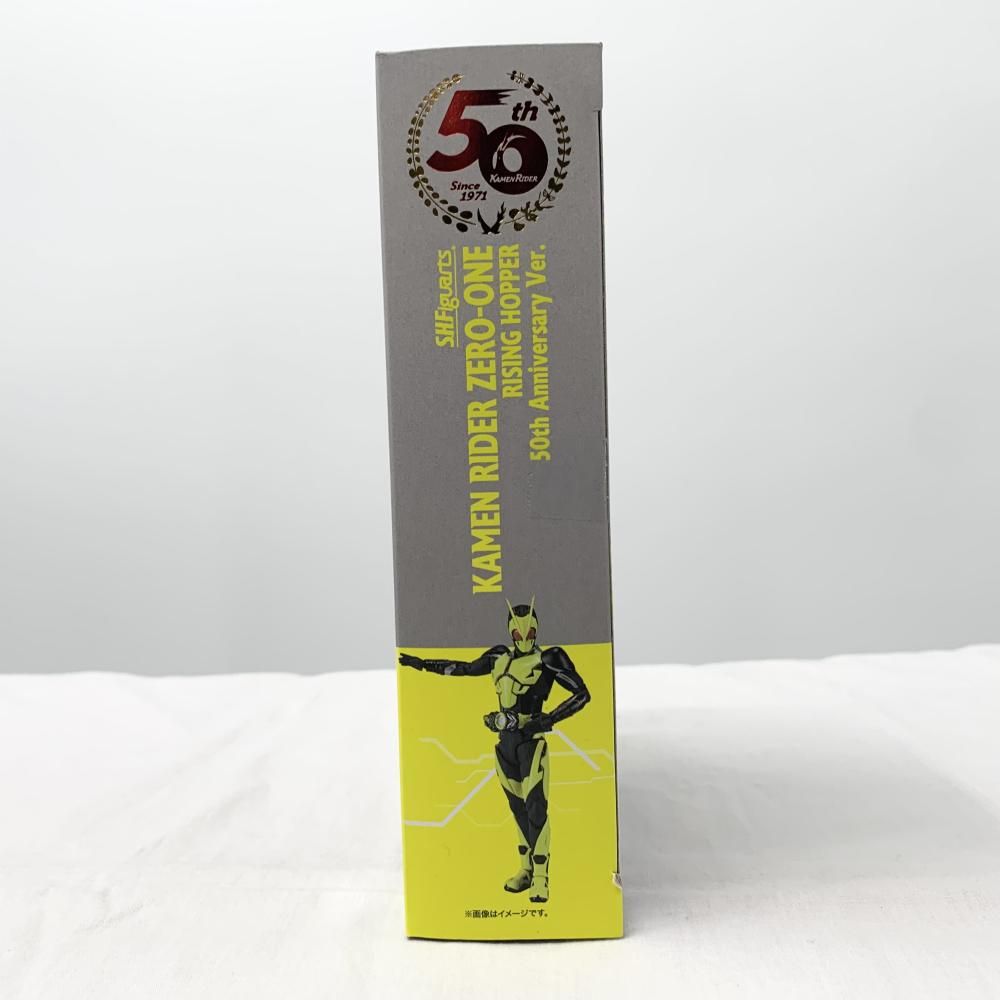 50th
KAMEN RIDER
Since
1971
S.H.Figuarts
KAMEN RIDER ZERO-ONE
RISING HOPPER
50th Anniversary Ver.
※画像はイメージです。